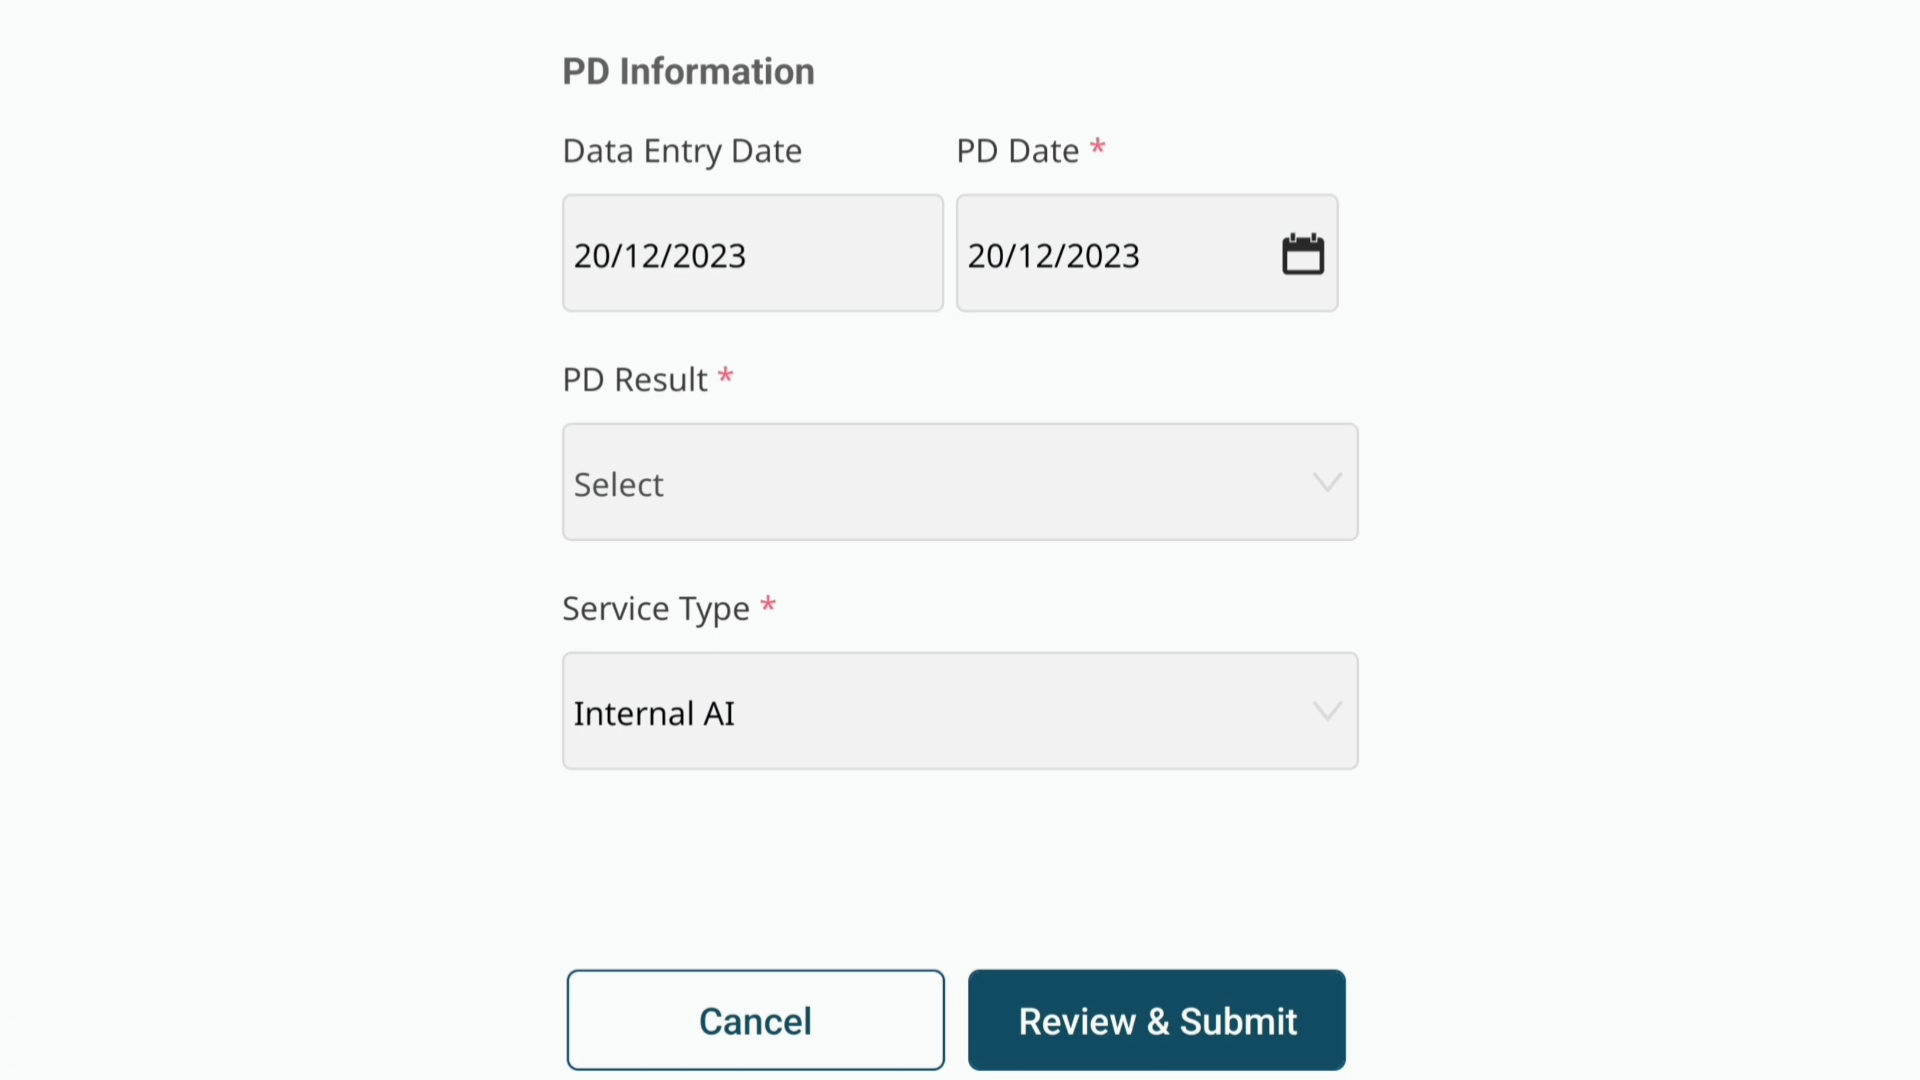 PD Information
Data Entry Date
PD Date *
20/12/2023
20/12/2023
PD Result *
Select
Service Type *
Internal AI
Cancel
Review & Submit